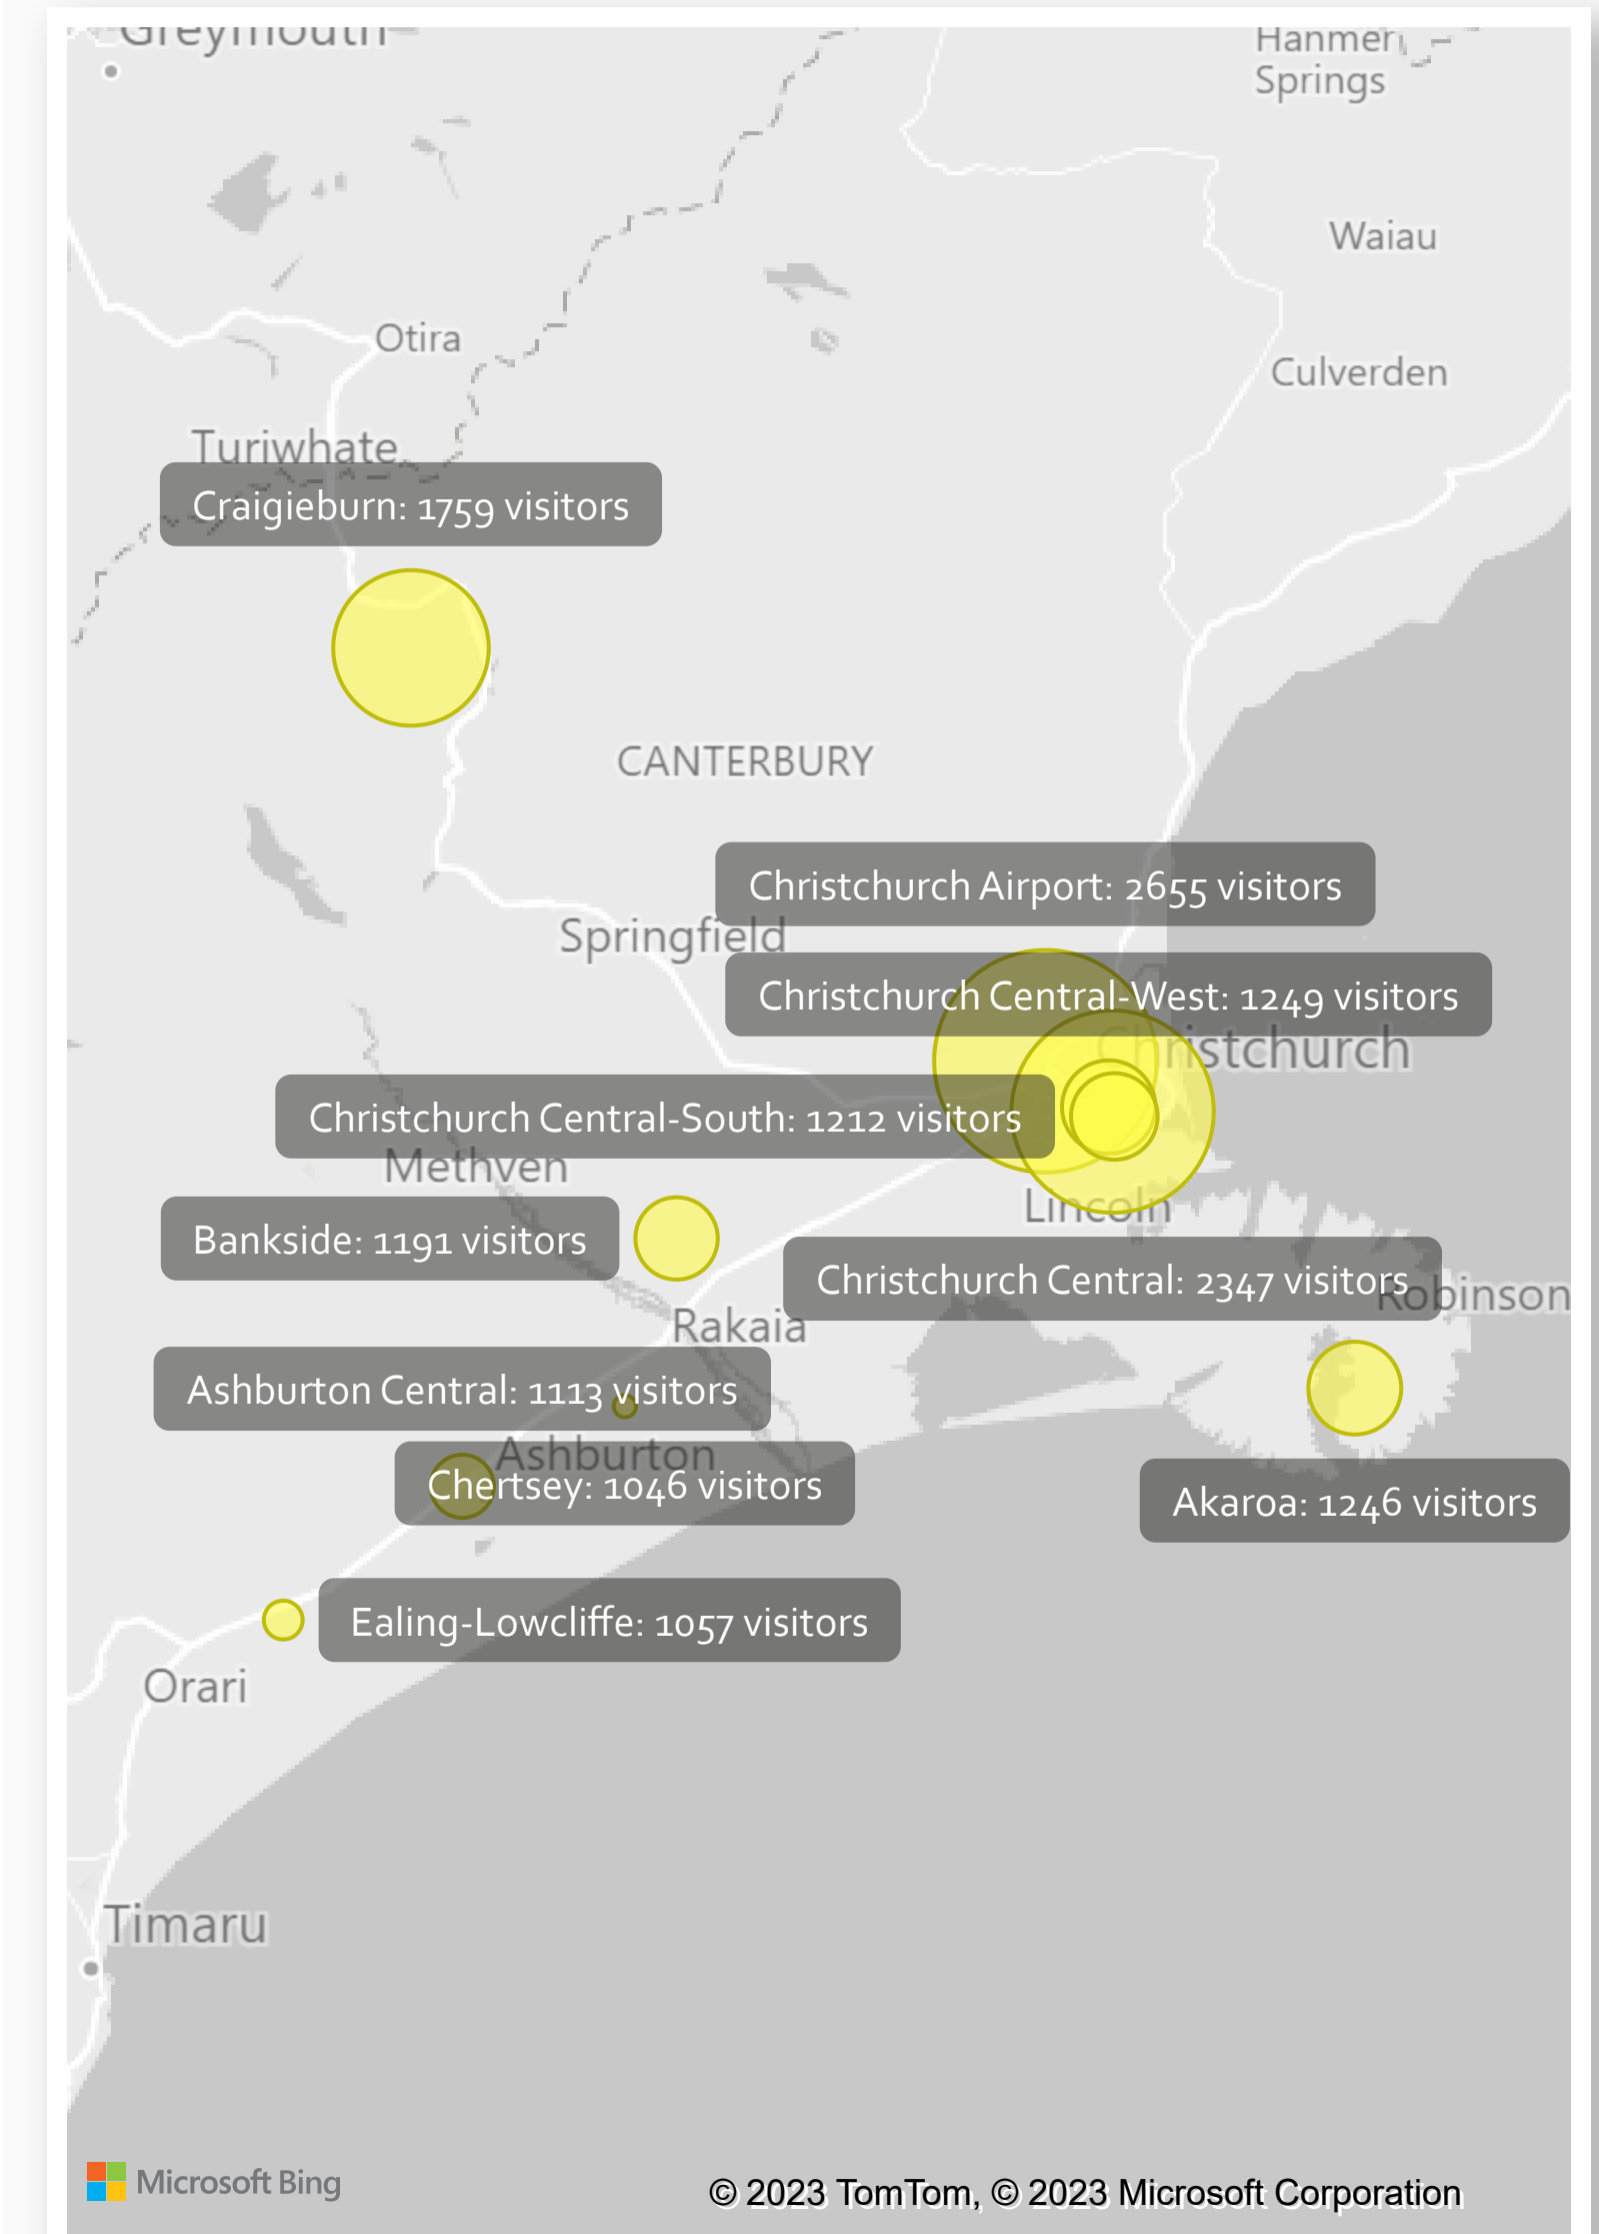 Greymouth
Hanmer
Springs
Waiau
Otira
Culverden
Turiwhate
Craigieburn: 1759 visitors
CANTERBURY
Christchurch Airport: 2655 visitors
Springfield
Christchurch Central-West: 1249 visitors
Christchurch
Christchurch Central-South: 1212 visitors
Methven
Lincoln
Bankside: 1191 visitors
Christchurch Central: 2347 visitors
Robinson
Rakaia
Ashburton Central: 1113 visitors
Ashburton
Chertsey: 1046 visitors
Akaroa: 1246 visitors
Ealing-Lowcliffe: 1057 visitors
Orari
Timaru
Microsoft Bing
© 2023 TomTom, © 2023 Microsoft Corporation